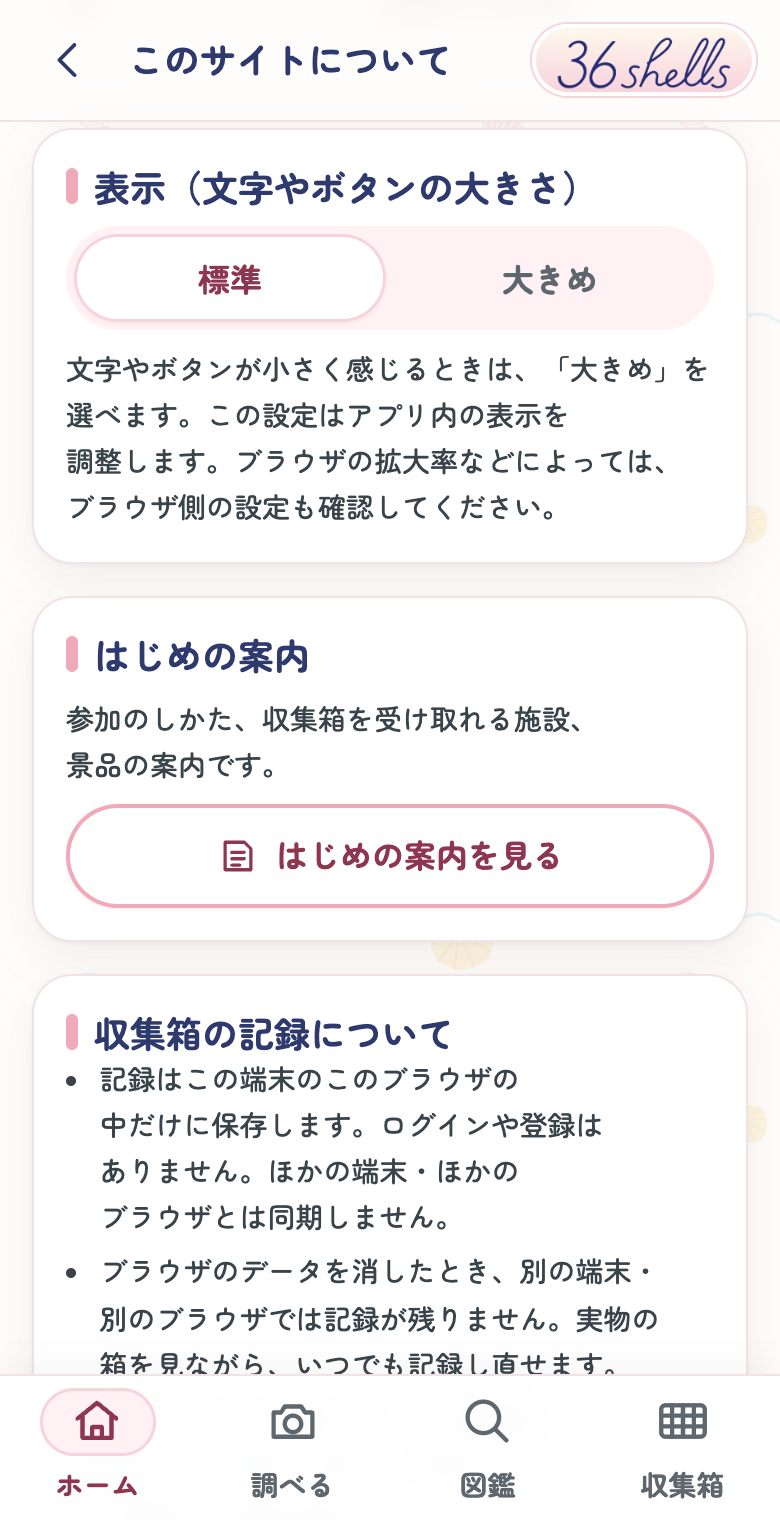 このサイトについて
36 shells
表示（文字やボタンの大きさ）
標準
大きめ
文字やボタンが小さく感じるときは、「大きめ」を
選べます。この設定はアプリ内の表示を
調整します。ブラウザの拡大率などによっては、
ブラウザ側の設定も確認してください。
はじめの案内
参加のしかた、収集箱を受け取れる施設、
景品の案内です。
はじめの案内を見る
収集箱の記録について
• 記録はこの端末のこのブラウザの
中だけに保存します。ログインや登録は
ありません。ほかの端末・ほかの
ブラウザとは同期しません。
• ブラウザのデータを消したとき、別の端末・
別のブラウザでは記録が残りません。実物の
箱を見ながら、いつでも記録し直せます。
ホーム
調べる
図鑑
収集箱